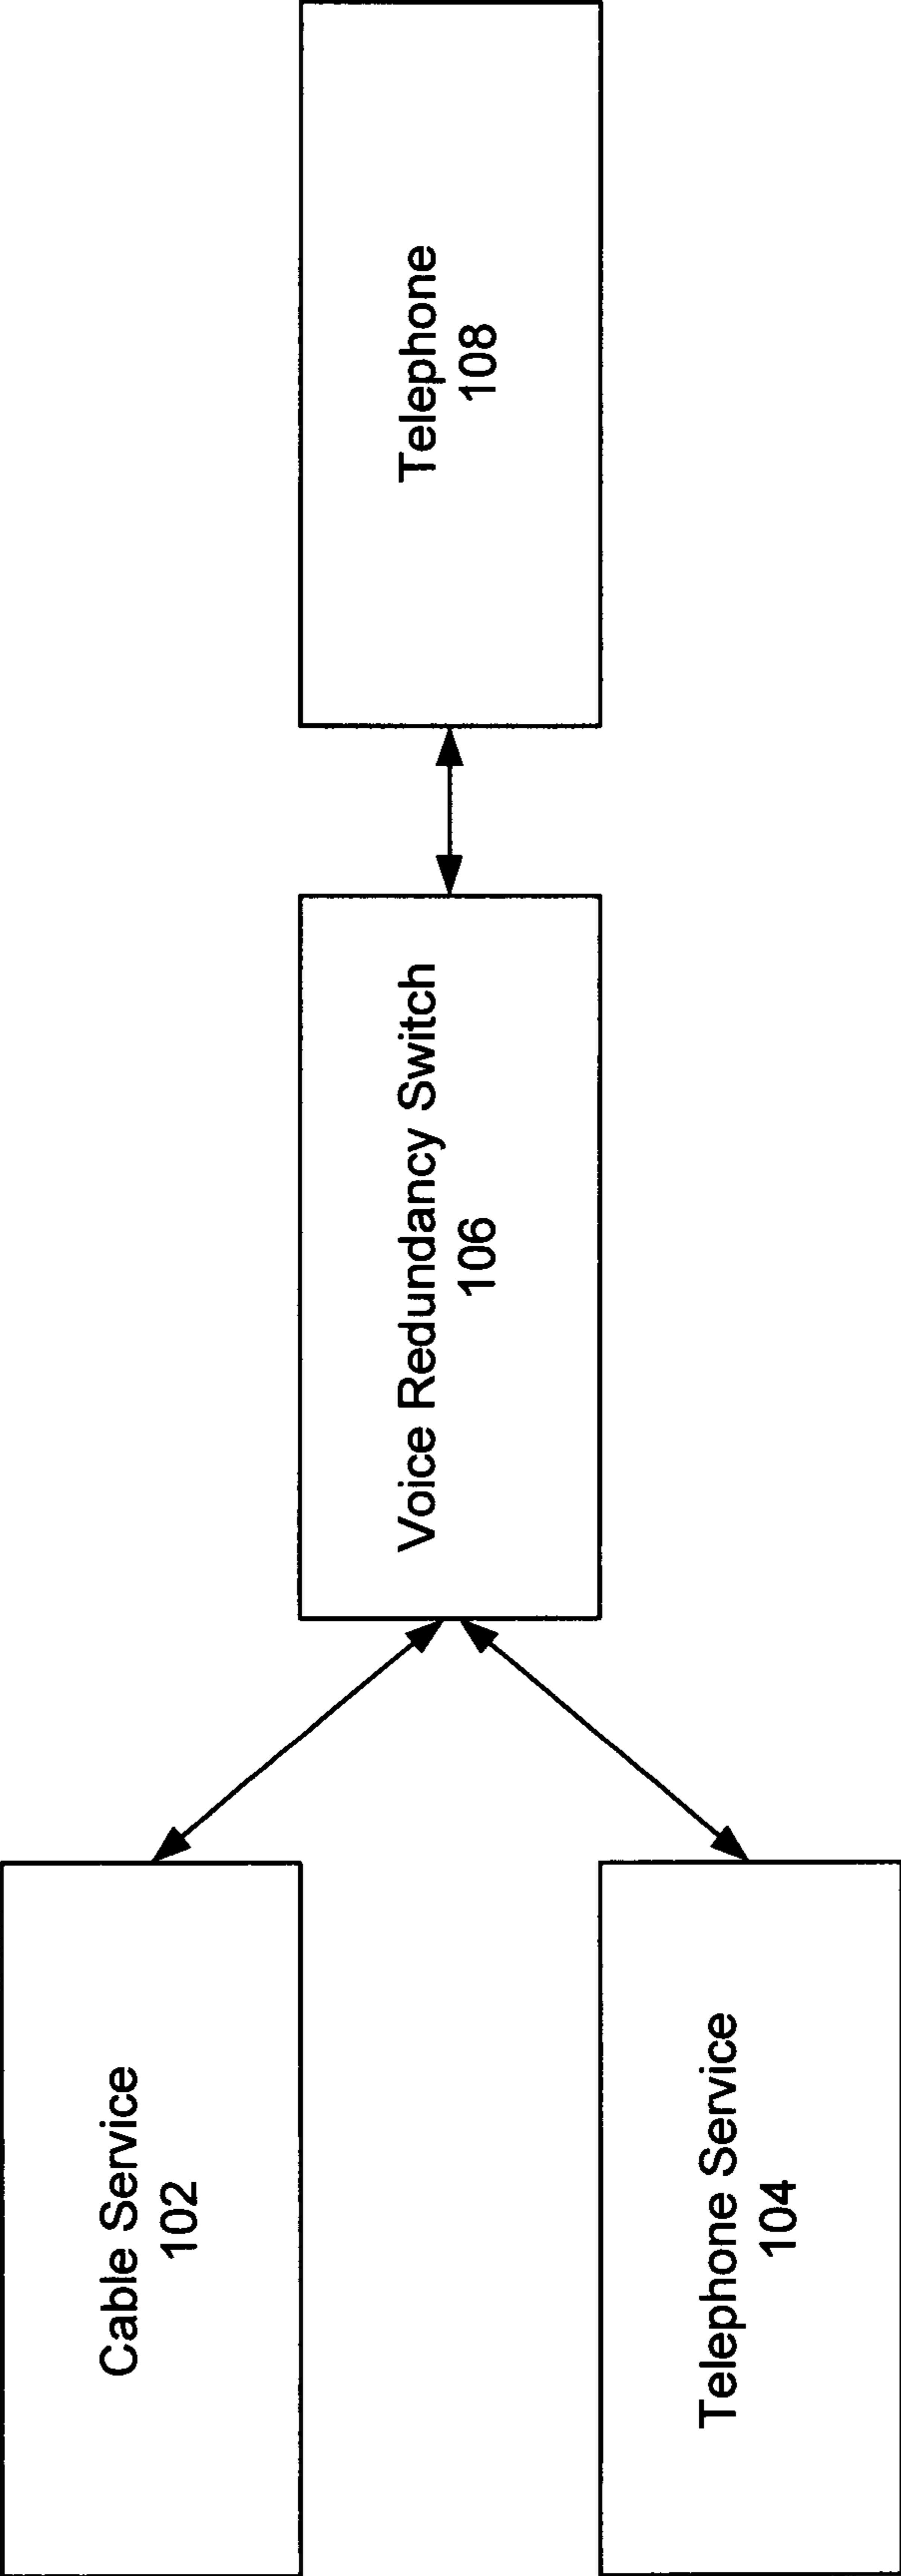 Cable Service
102
Telephone Service
104
Voice Redundancy Switch
106
Telephone
108